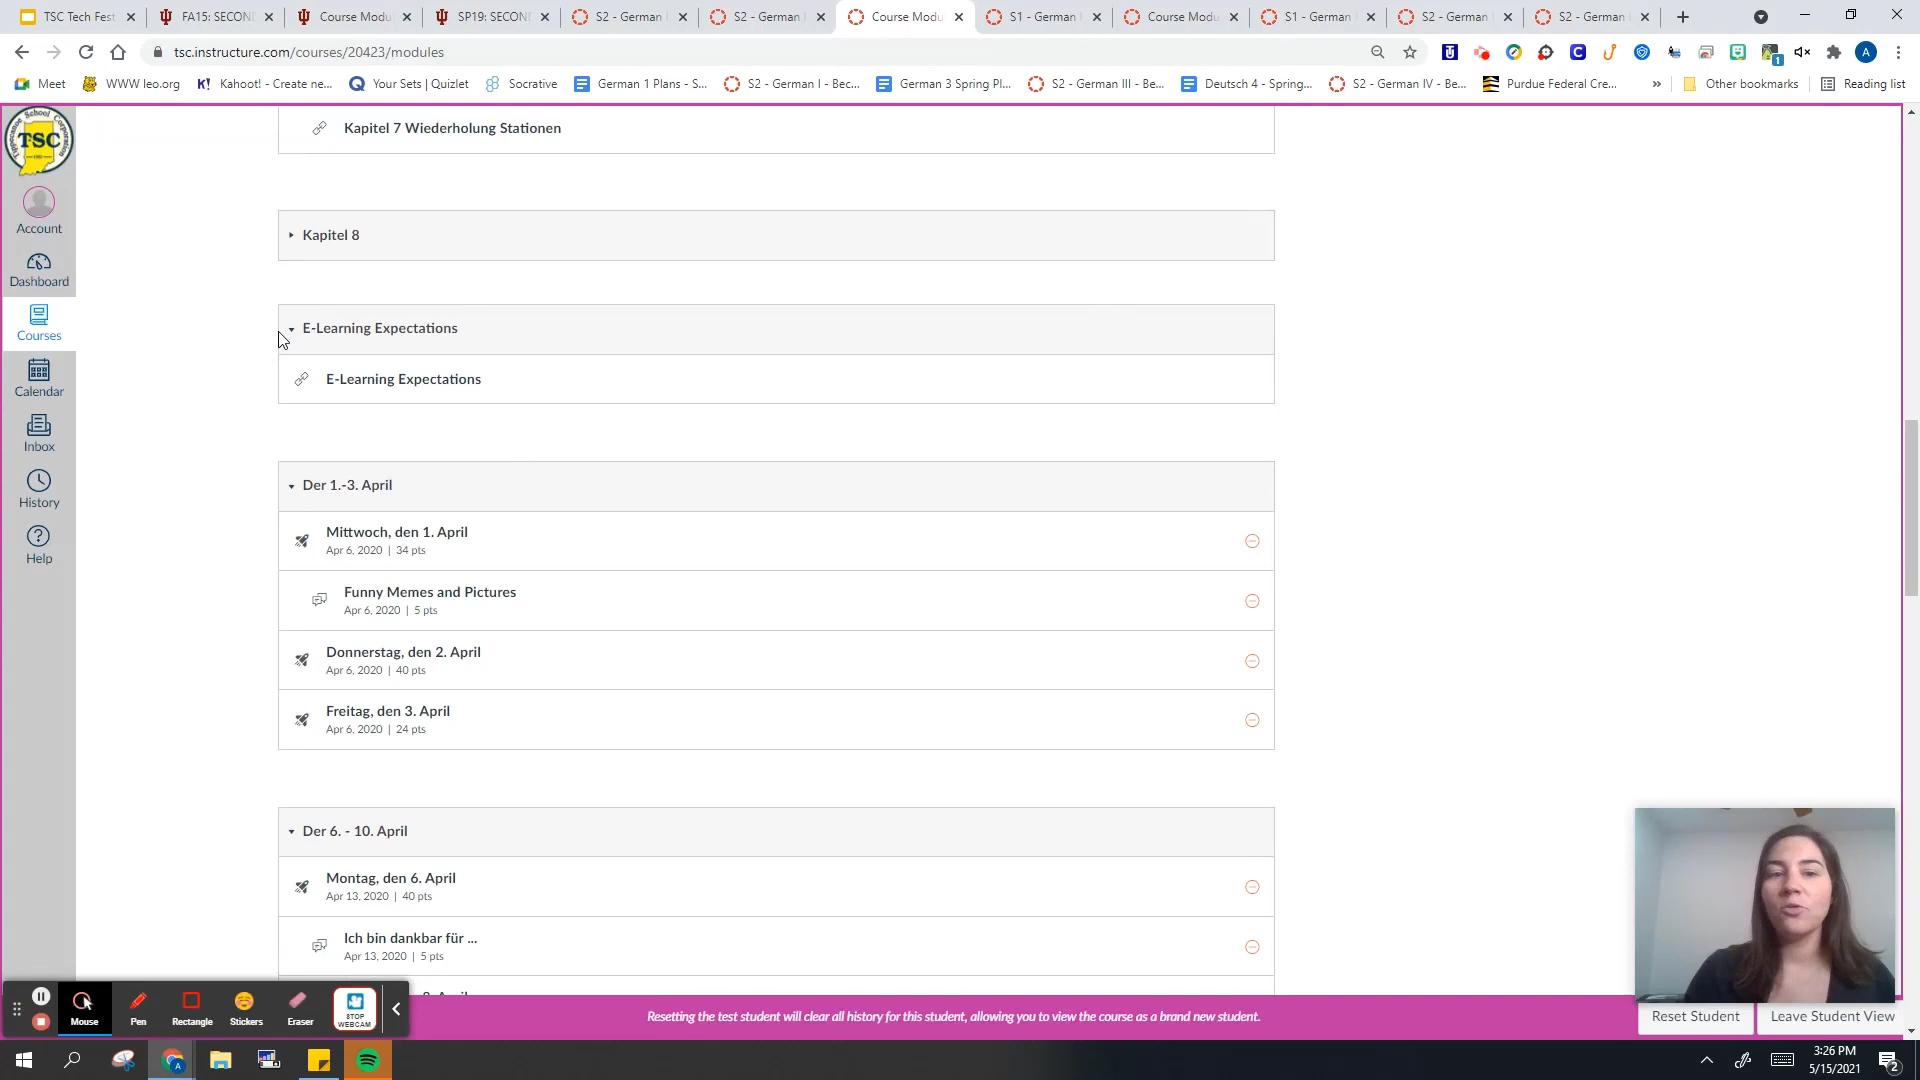 TSC Tech Fest
FA15: SECON
Course Modu
SP19: SECON
S2 - German
S2 - German
Course Modu
S1 - German
Course Modu
S1 - German
S2 - German
S2 - German
tsc.instructure.com/courses/20423/modules
1
A
Meet
WWW leo.org
Kahoot! - Create ne...
Your Sets | Quizlet
Socrative
German 1 Plans - S...
S2 - German I - Bec...
German 3 Spring Pl...
S2 - German III - Be...
Deutsch 4 - Spring...
S2 - German IV - Be...
Purdue Federal Cre...
Other bookmarks
Reading list
Tippecanoe School Corporation
TSC
Account
Dashboard
Courses
Calendar
Inbox
History
Help
Kapitel 7 Wiederholung Stationen
Kapitel 8
E-Learning Expectations
E-Learning Expectations
Der 1.-3. April
Mittwoch, den 1. April
Apr 6, 2020 | 34 pts
Funny Memes and Pictures
Apr 6, 2020 | 5 pts
Donnerstag, den 2. April
Apr 6, 2020 | 40 pts
Freitag, den 3. April
Apr 6, 2020 | 24 pts
Der 6. - 10. April
Montag, den 6. April
Apr 13, 2020 | 40 pts
Ich bin dankbar für ...
Apr 13, 2020 | 5 pts
Mouse
Pen
Rectangle
Stickers
Eraser
STOP
WEBCAM
Resetting the test student will clear all history for this student, allowing you to view the course as a brand new student.
Reset Student
Leave Student View
3:26 PM
5/15/2021
2